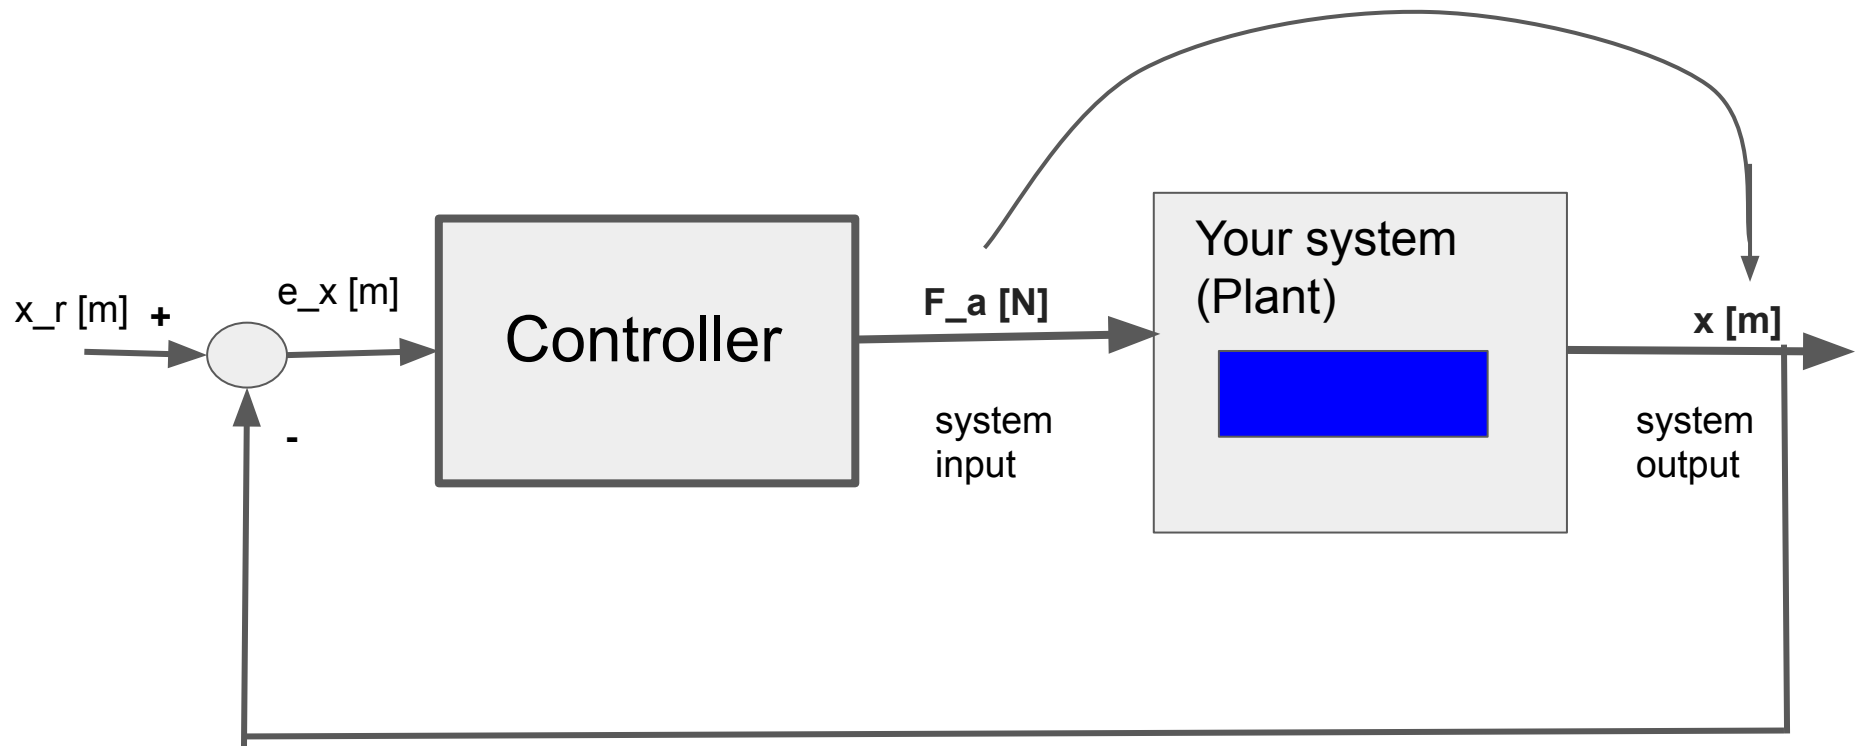 x_r [m]
+
e_x [m]
-
Controller
F_a [N]
system
input
Your system
(Plant)
x [m]
system
output